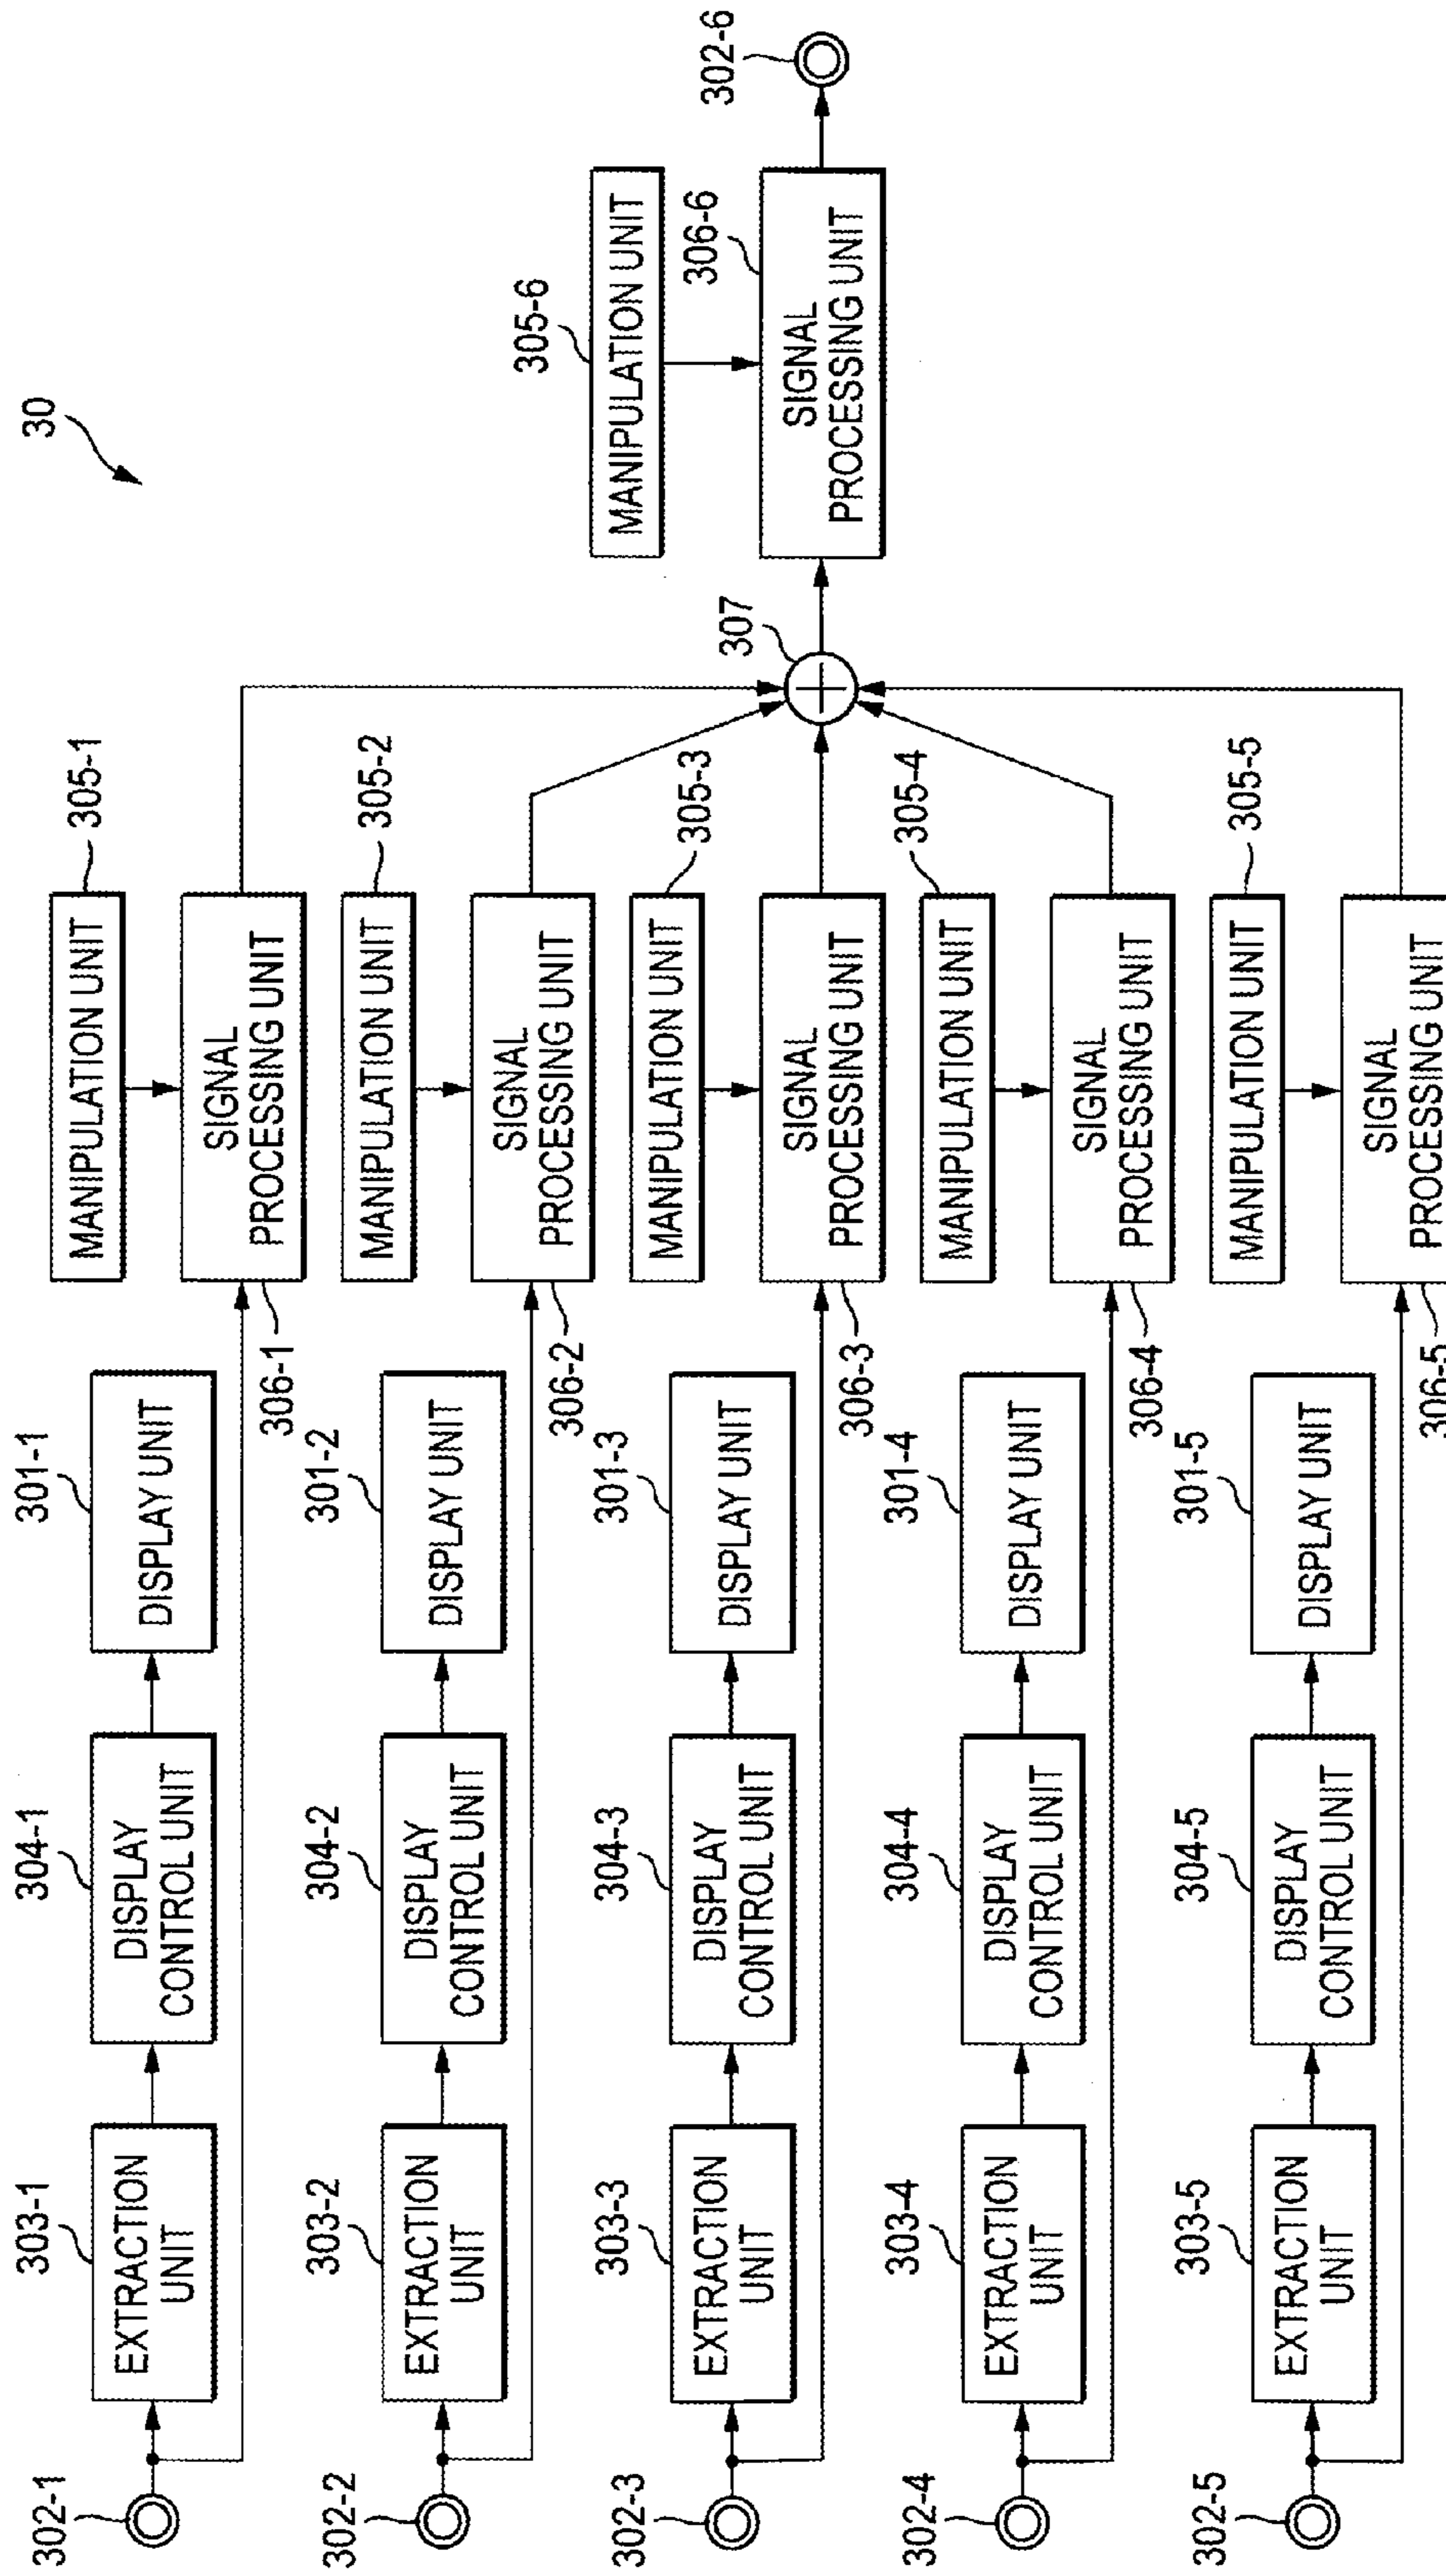 30
302-1
303-1
EXTRACTION
UNIT
304-1
DISPLAY
CONTROL UNIT
301-1
DISPLAY UNIT
306-1
MANIPULATION UNIT
305-1
SIGNAL
PROCESSING UNIT
302-2
303-2
EXTRACTION
UNIT
304-2
DISPLAY
CONTROL UNIT
301-2
DISPLAY UNIT
306-2
MANIPULATION UNIT
305-2
SIGNAL
PROCESSING UNIT
302-3
303-3
EXTRACTION
UNIT
304-3
DISPLAY
CONTROL UNIT
301-3
DISPLAY UNIT
306-3
MANIPULATION UNIT
305-3
SIGNAL
PROCESSING UNIT
302-4
303-4
EXTRACTION
UNIT
304-4
DISPLAY
CONTROL UNIT
301-4
DISPLAY UNIT
306-4
MANIPULATION UNIT
305-4
SIGNAL
PROCESSING UNIT
302-5
303-5
EXTRACTION
UNIT
304-5
DISPLAY
CONTROL UNIT
301-5
DISPLAY UNIT
306-5
MANIPULATION UNIT
305-5
SIGNAL
PROCESSING UNIT
307
305-6
MANIPULATION UNIT
306-6
SIGNAL
PROCESSING UNIT
302-6